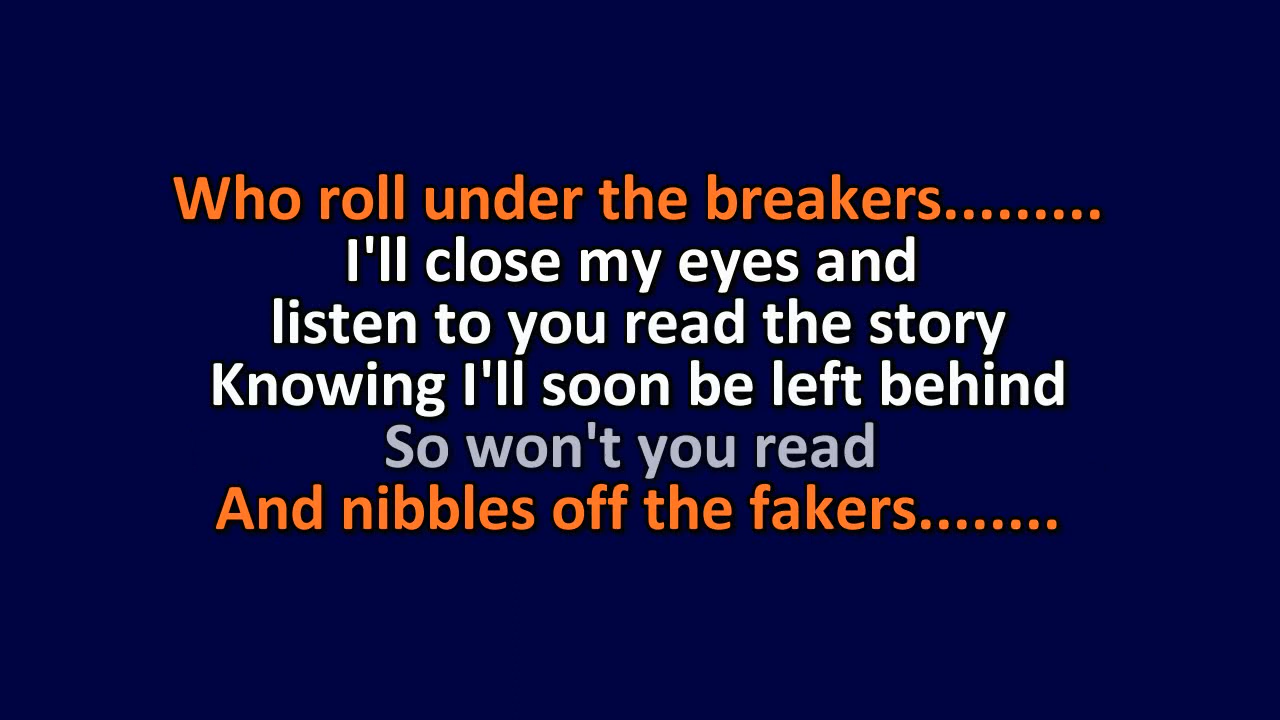 Who roll under the breakers.........
I'll close my eyes and
listen to you read the story
Knowing I'll soon be left behind
So won't you read
And nibbles off the fakers........